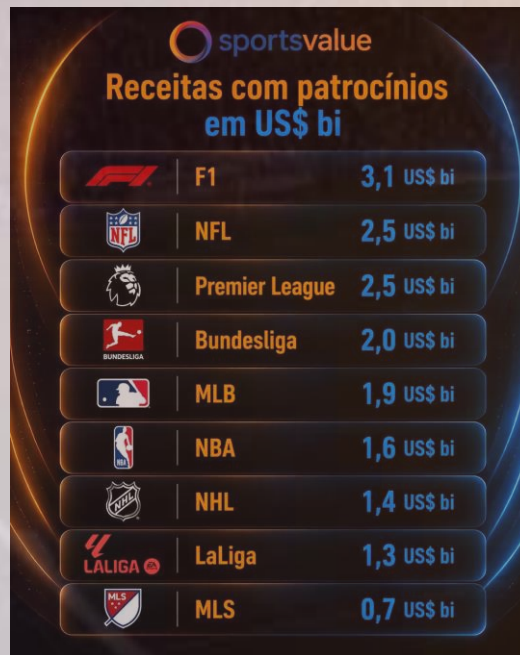 sportsvalue
Receitas com patrocínios
em US$ bi
F1 F1 3,1 US$ bi
NFL NFL 2,5 US$ bi
Premier League 2,5 US$ bi
BUNDESLIGA Bundesliga 2,0 US$ bi
MLB 1,9 US$ bi
NBA NBA 1,6 US$ bi
NHL NHL 1,4 US$ bi
LALIGA LaLiga 1,3 US$ bi
MLS MLS 0,7 US$ bi